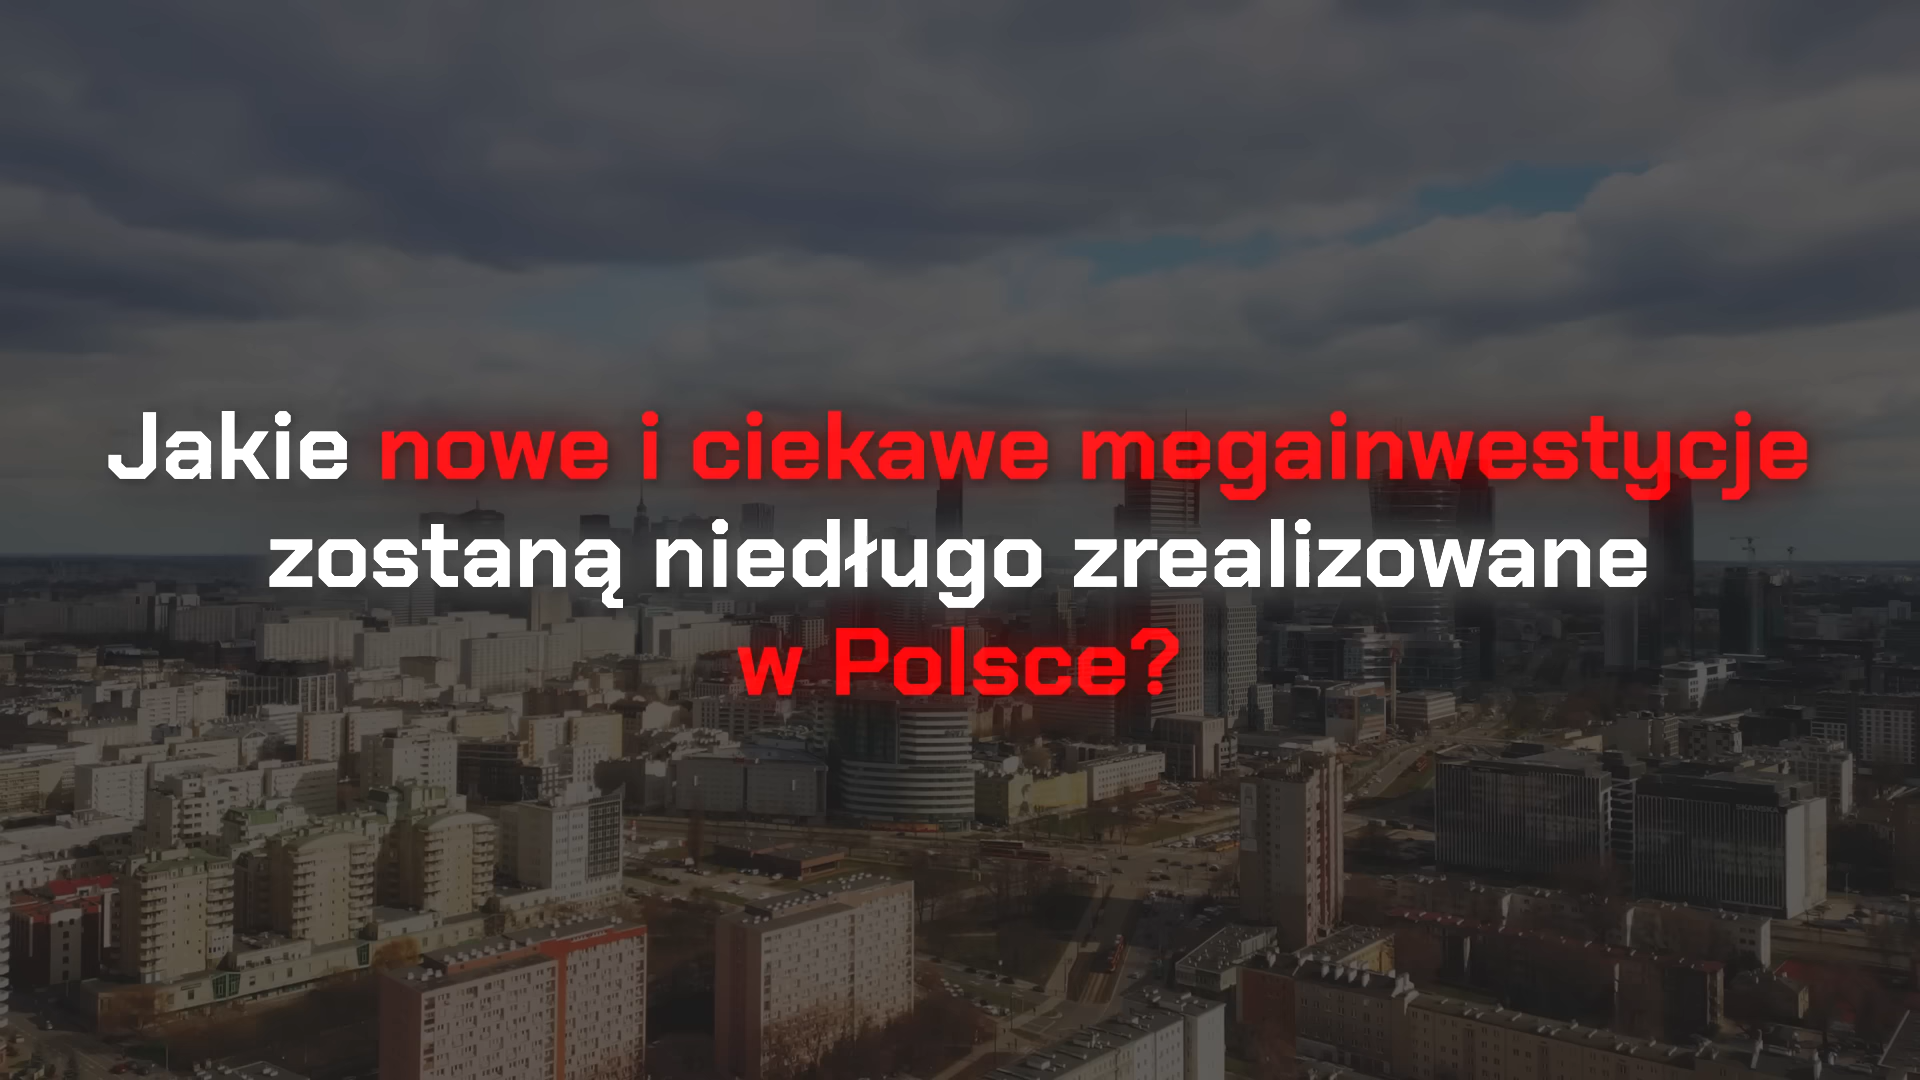 Jakie nowe i ciekawe megainwestycje
zostaną niedługo zrealizowane
w Polsce?